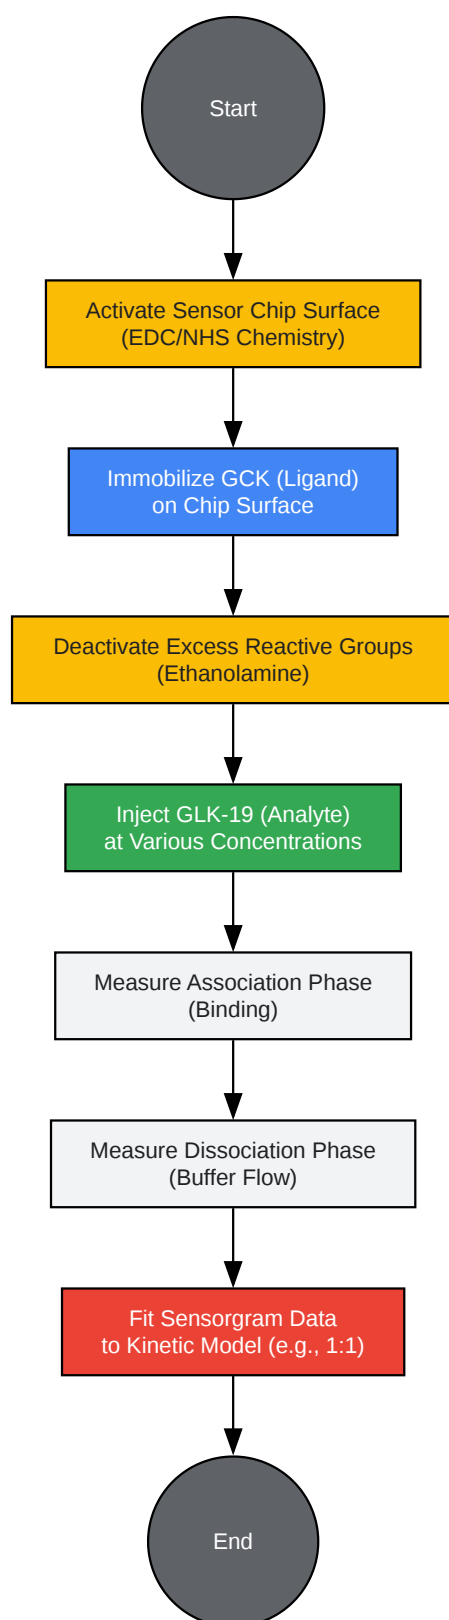 Start
Activate Sensor Chip Surface
(EDC/NHS Chemistry)
Immobilize GCK (Ligand)
on Chip Surface
Deactivate Excess Reactive Groups
(Ethanolamine)
Inject GLK-19 (Analyte)
at Various Concentrations
Measure Association Phase
(Binding)
Measure Dissociation Phase
(Buffer Flow)
Fit Sensorgram Data
to Kinetic Model (e.g., 1:1)
End